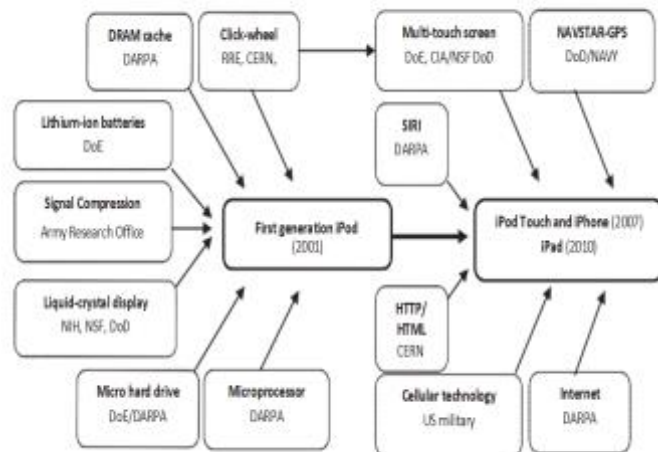 DRAM cache
DARPA
Click-wheel
RRE, CERN,
Multi-touch screen
DoE, CIA/NSF DoD
NAVSTAR-GPS
DoD/NAVY
Lithium-ion batteries
DoE
SIRI
DARPA
Signal Compression
Army Research Office
First generation iPod
(2001)
iPod Touch and iPhone (2007)
iPad (2010)
Liquid-crystal display
NIH, NSF, DoD
HTTP/
HTML
CERN
Micro hard drive
DoE/DARPA
Microprocessor
DARPA
Cellular technology
US military
Internet
DARPA